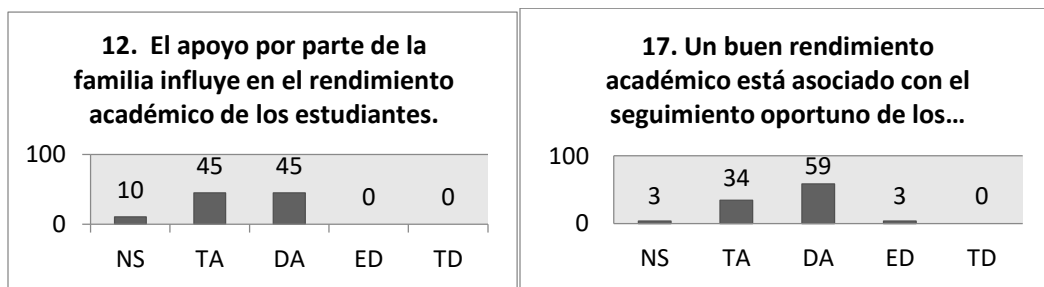 12. El apoyo por parte de la
familia influye en el rendimiento
académico de los estudiantes.
100
0
10
45
45
0
0
NS
TA
DA
ED
TD
17. Un buen rendimiento
académico está asociado con el
seguimiento oportuno de los…
100
0
3
34
59
3
0
NS
TA
DA
ED
TD